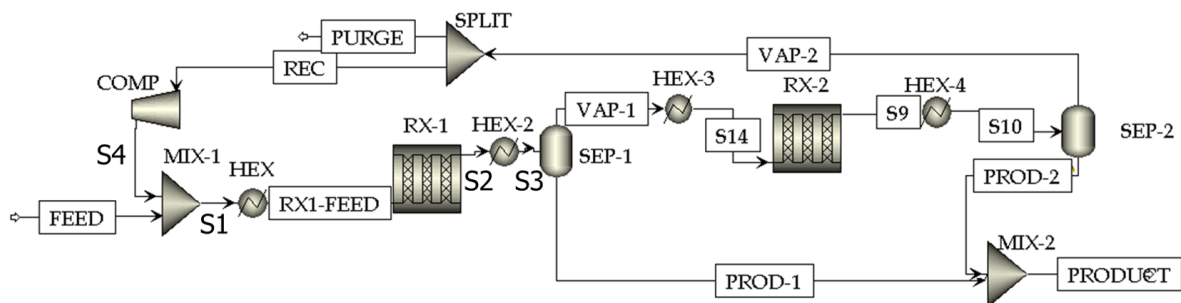 SPLIT
PURGE
VAP-2
REC
COMP
HEX-3
RX-2
HEX-4
VAP-1
S9
S10
SEP-2
S14
RX-1
HEX-2
SEP-1
S4
MIX-1
HEX
S2
S3
PROD-2
FEED
S1
RX1-FEED
MIX-2
PROD-1
PRODUCT